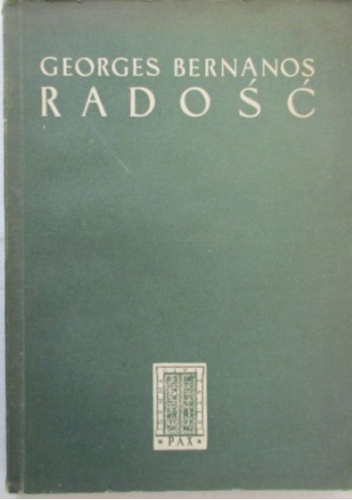 GEORGES BERNANOS
RADOŚĆ
• PAX •